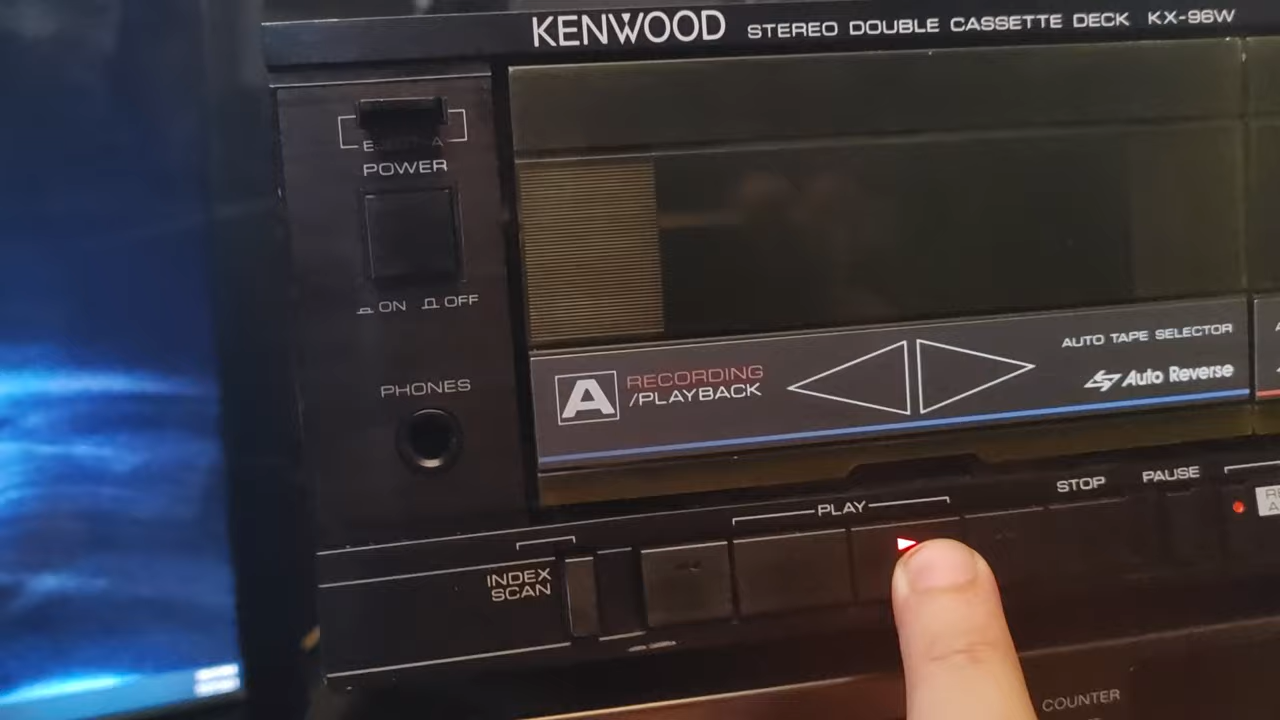 KENWOOD STEREO DOUBLE CASSETTE DECK KX-96W
POWER
ON OFF
PHONES
A RECORDING
/PLAYBACK
AUTO TAPE SELECTOR
Auto Reverse
PLAY
STOP
PAUSE
INDEX
SCAN
COUNTER